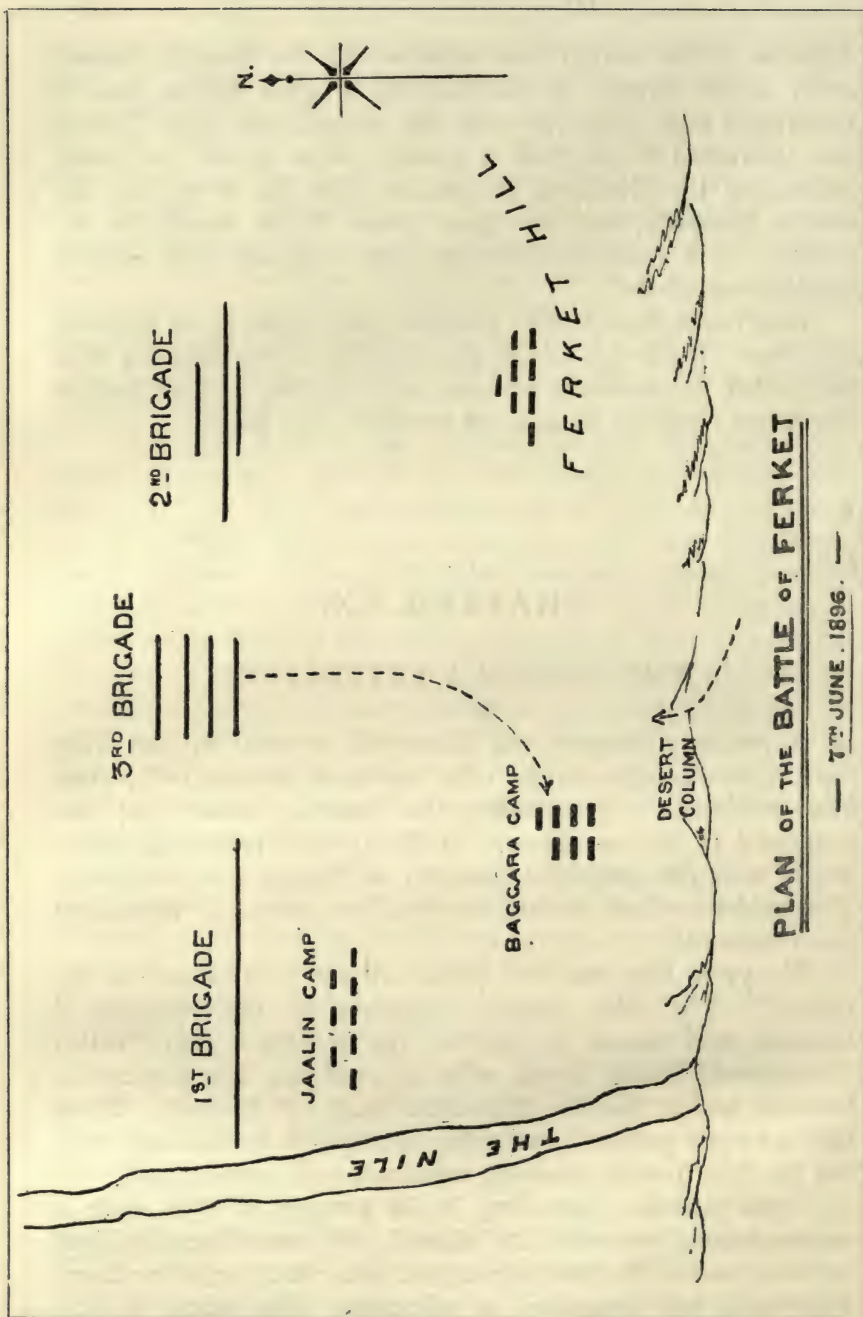 N.
1ST BRIGADE
3RD BRIGADE
2ND BRIGADE
JAALIN CAMP
BAGGARA CAMP
FERKET HILL
THE NILE
DESERT
COLUMN
PLAN OF THE BATTLE OF FERKET
— 7TH JUNE. 1896. —